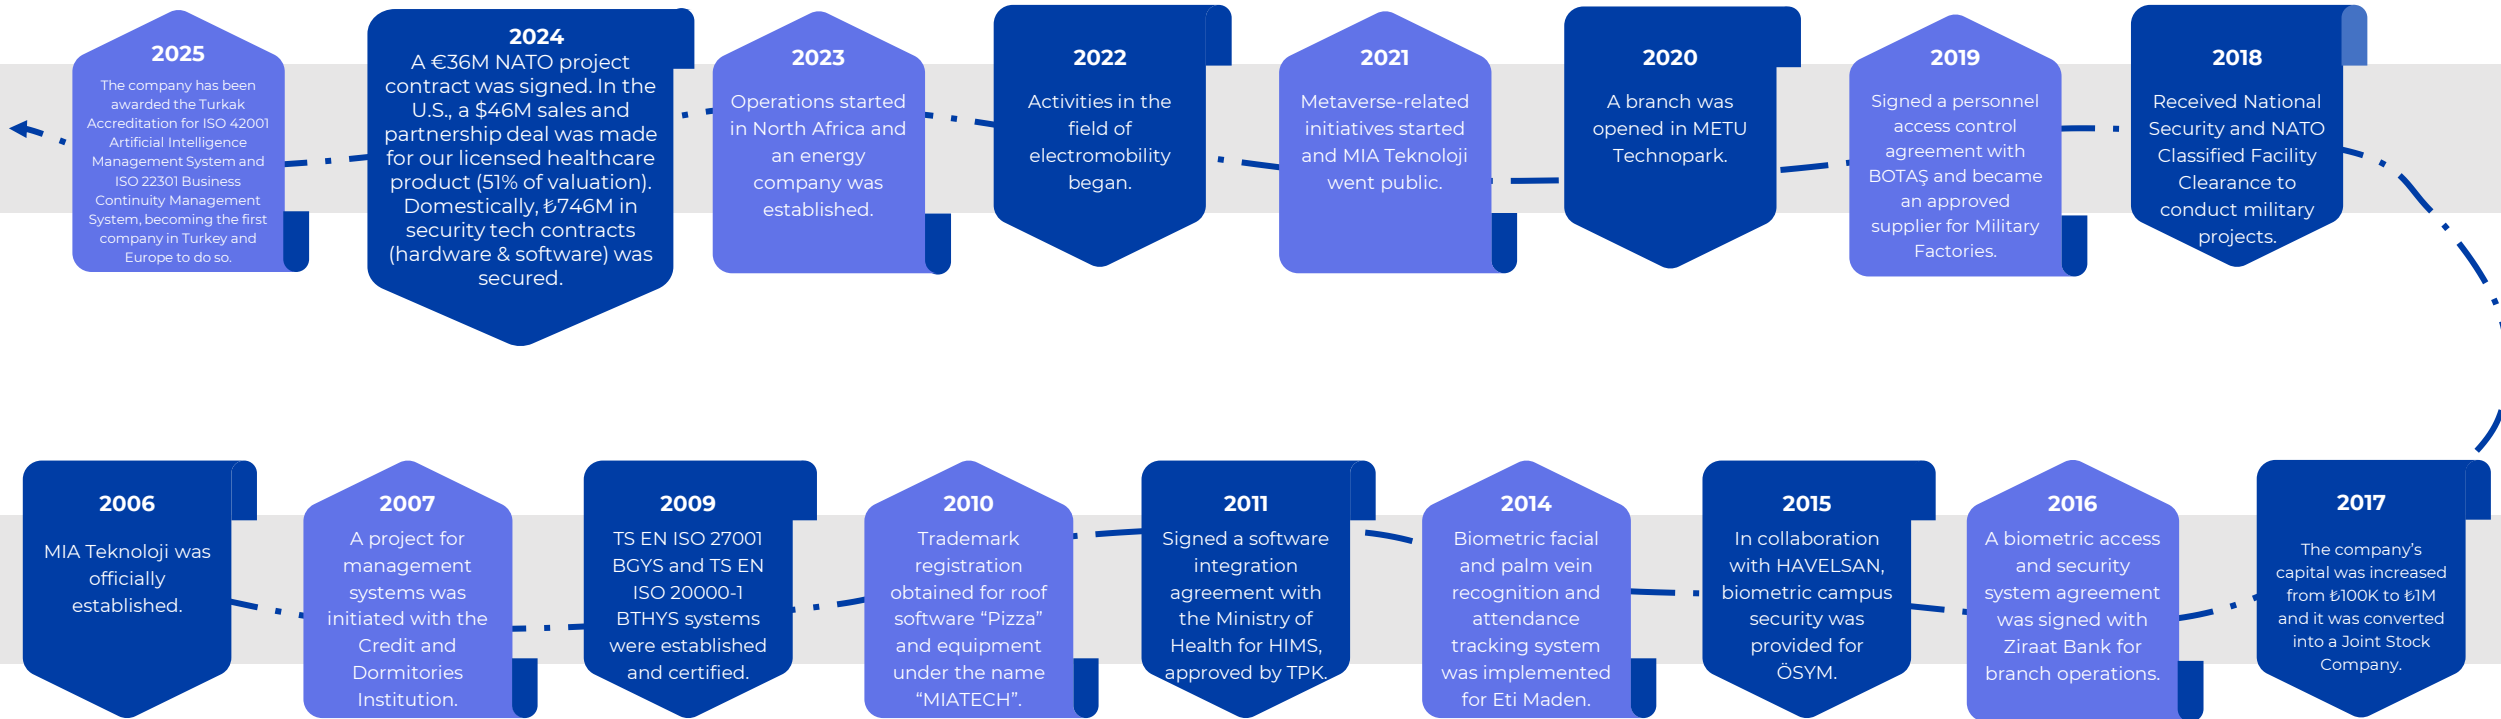 2025
The company has been
awarded the Turkak
Accreditation for ISO 42001
Artificial Intelligence
Management System and
ISO 22301 Business
Continuity Management
System, becoming the first
company in Turkey and
Europe to do so.
2024
A €36M NATO project
contract was signed. In the
U.S., a $46M sales and
partnership deal was made
for our licensed healthcare
product (51% of valuation).
Domestically, ₺746M in
security tech contracts
(hardware & software) was
secured.
2023
Operations started
in North Africa and
an energy
company was
established.
2022
Activities in the
field of
electromobility
began.
2021
Metaverse-related
initiatives started
and MIA Teknoloji
went public.
2020
A branch was
opened in METU
Technopark.
2019
Signed a personnel
access control
agreement with
BOTAŞ and became
an approved
supplier for Military
Factories.
2018
Received National
Security and NATO
Classified Facility
Clearance to
conduct military
projects.
2006
MIA Teknoloji was
officially
established.
2007
A project for
management
systems was
initiated with the
Credit and
Dormitories
Institution.
2009
TS EN ISO 27001
BGYS and TS EN
ISO 20000-1
BTHYS systems
were established
and certified.
2010
Trademark
registration
obtained for roof
software “Pizza”
and equipment
under the name
“MIATECH”.
2011
Signed a software
integration
agreement with
the Ministry of
Health for HIMS,
approved by TPK.
2014
Biometric facial
and palm vein
recognition and
attendance
tracking system
was implemented
for Eti Maden.
2015
In collaboration
with HAVELSAN,
biometric campus
security was
provided for
ÖSYM.
2016
A biometric access
and security
system agreement
was signed with
Ziraat Bank for
branch operations.
2017
The company’s
capital was increased
from ₺100K to ₺1M
and it was converted
into a Joint Stock
Company.